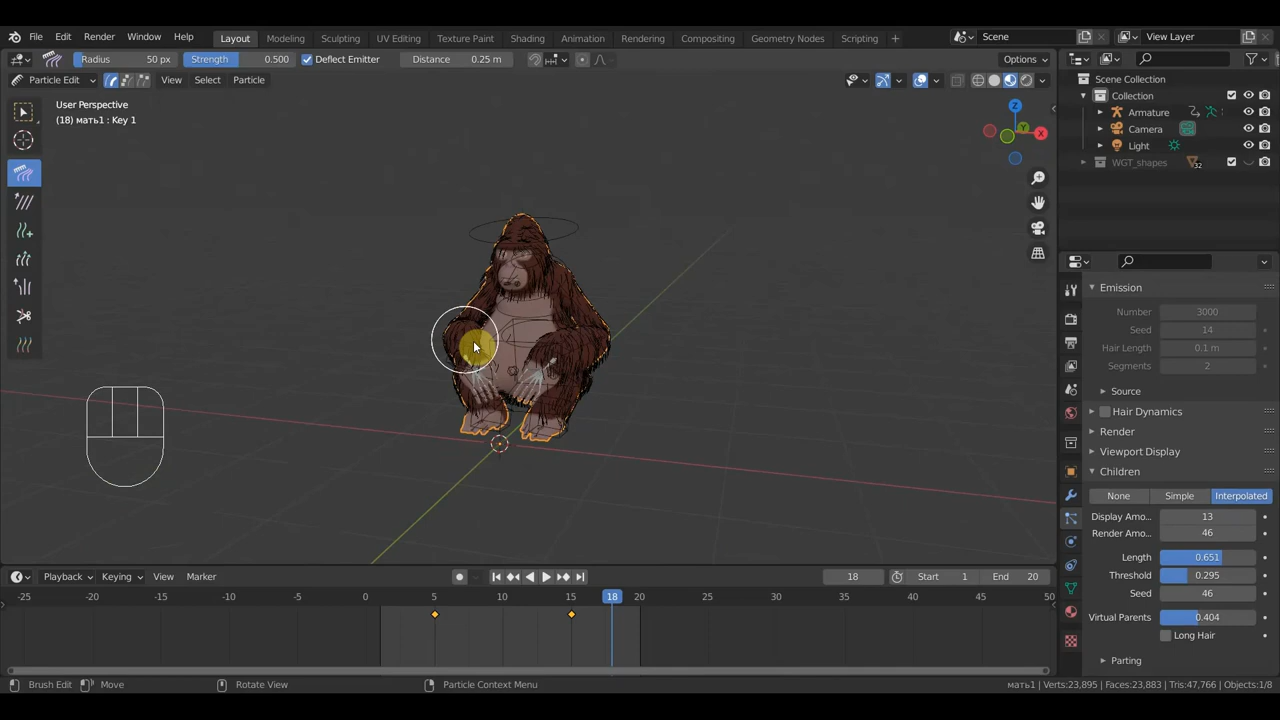 File Edit Render Window Help Layout Modeling Sculpting UV Editing Texture Paint Shading Animation Rendering Compositing Geometry Nodes Scripting + Scene View Layer
Radius 50 px Strength 0.500 Deflect Emitter Distance 0.25 m Options
Particle Edit View Select Particle
User Perspective
(18) мать1 : Key 1
Z
Y
X
Scene Collection
Collection
Armature
Camera
Light
WGT_shapes 32
Emission
Number 3000
Seed 14
Hair Length 0.1 m
Segments 2
Source
Hair Dynamics
Render
Viewport Display
Children
None Simple Interpolated
Display Amo... 13
Render Amo... 46
Length 0.651
Threshold 0.295
Seed 46
Virtual Parents 0.404
Long Hair
Parting
Playback Keying View Marker 18 Start 1 End 20
-25 -20 -15 -10 -5 0 5 10 15 18 20 25 30 35 40 45 50
Brush Edit Move Rotate View Particle Context Menu мать1 | Verts:23,895 | Faces:23,883 | Tris:47,766 | Objects:1/8